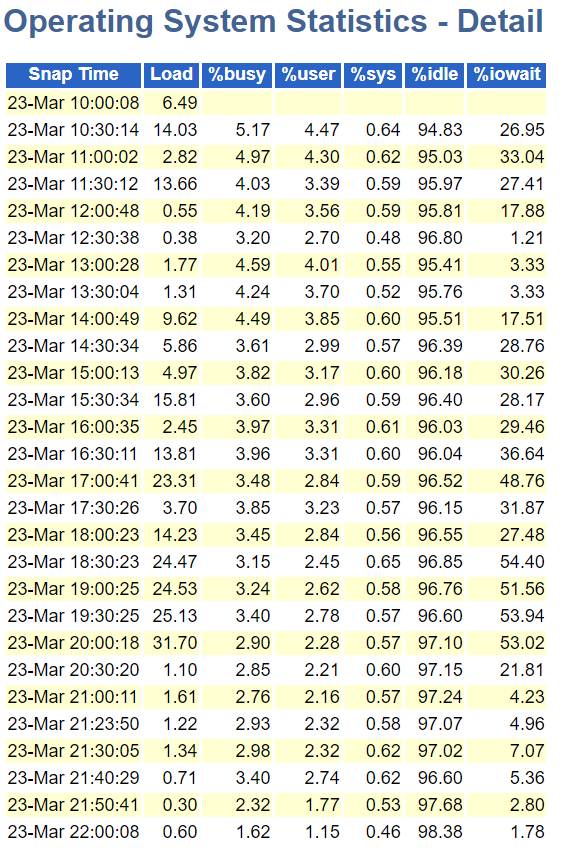 Operating System Statistics - Detail
Snap Time Load %busy %user %sys %idle %iowait
23-Mar 10:00:08 6.49
23-Mar 10:30:14 14.03 5.17 4.47 0.64 94.83 26.95
23-Mar 11:00:02 2.82 4.97 4.30 0.62 95.03 33.04
23-Mar 11:30:12 13.66 4.03 3.39 0.59 95.97 27.41
23-Mar 12:00:48 0.55 4.19 3.56 0.59 95.81 17.88
23-Mar 12:30:38 0.38 3.20 2.70 0.48 96.80 1.21
23-Mar 13:00:28 1.77 4.59 4.01 0.55 95.41 3.33
23-Mar 13:30:04 1.31 4.24 3.70 0.52 95.76 3.33
23-Mar 14:00:49 9.62 4.49 3.85 0.60 95.51 17.51
23-Mar 14:30:34 5.86 3.61 2.99 0.57 96.39 28.76
23-Mar 15:00:13 4.97 3.82 3.17 0.60 96.18 30.26
23-Mar 15:30:34 15.81 3.60 2.96 0.59 96.40 28.17
23-Mar 16:00:35 2.45 3.97 3.31 0.61 96.03 29.46
23-Mar 16:30:11 13.81 3.96 3.31 0.60 96.04 36.64
23-Mar 17:00:41 23.31 3.48 2.84 0.59 96.52 48.76
23-Mar 17:30:26 3.70 3.85 3.23 0.57 96.15 31.87
23-Mar 18:00:23 14.23 3.45 2.84 0.56 96.55 27.48
23-Mar 18:30:23 24.47 3.15 2.45 0.65 96.85 54.40
23-Mar 19:00:25 24.53 3.24 2.62 0.58 96.76 51.56
23-Mar 19:30:25 25.13 3.40 2.78 0.57 96.60 53.94
23-Mar 20:00:18 31.70 2.90 2.28 0.57 97.10 53.02
23-Mar 20:30:20 1.10 2.85 2.21 0.60 97.15 21.81
23-Mar 21:00:11 1.61 2.76 2.16 0.57 97.24 4.23
23-Mar 21:23:50 1.22 2.93 2.32 0.58 97.07 4.96
23-Mar 21:30:05 1.34 2.98 2.32 0.62 97.02 7.07
23-Mar 21:40:29 0.71 3.40 2.74 0.62 96.60 5.36
23-Mar 21:50:41 0.30 2.32 1.77 0.53 97.68 2.80
23-Mar 22:00:08 0.60 1.62 1.15 0.46 98.38 1.78